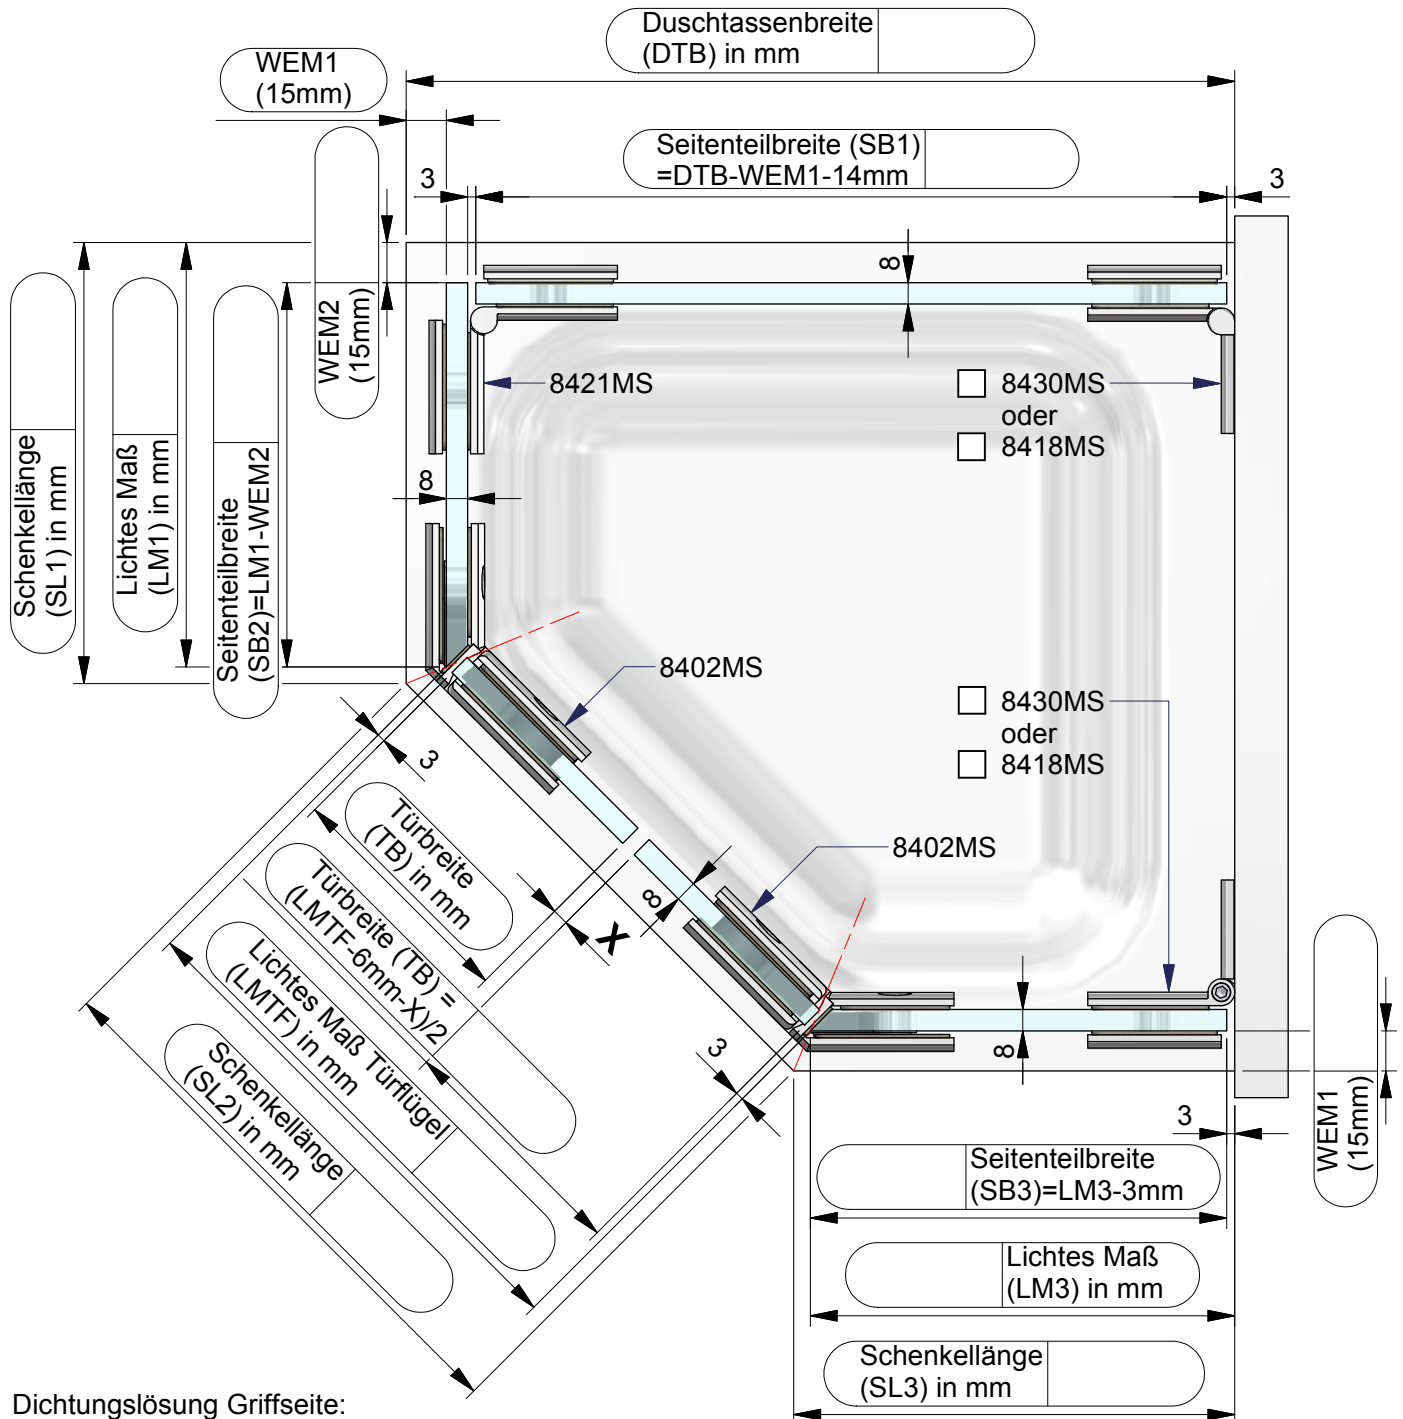 Duschtassenbreite
(DTB) in mm
WEM1
(15mm)
Seitenteilbreite (SB1)
=DTB-WEM1-14mm
3
3
WEM2
(15mm)
8
Schenkellänge
(SL1) in mm
Lichtes Maß
(LM1) in mm
Seitenteilbreite
(SB2)=LM1-WEM2
8421MS
8430MS
oder
8418MS
8
8402MS
8430MS
oder
8418MS
3
Türbreite
(TB) in mm
8402MS
8
X
Türbreite (TB) =
(LMTF-6mm-X)/2
Lichtes Maß Türflügel
(LMTF) in mm
Schenkellänge
(SL2) in mm
3
8
3
WEM1
(15mm)
Seitenteilbreite
(SB3)=LM3-3mm
Lichtes Maß
(LM3) in mm
Schenkellänge
(SL3) in mm
Dichtungslösung Griffseite: